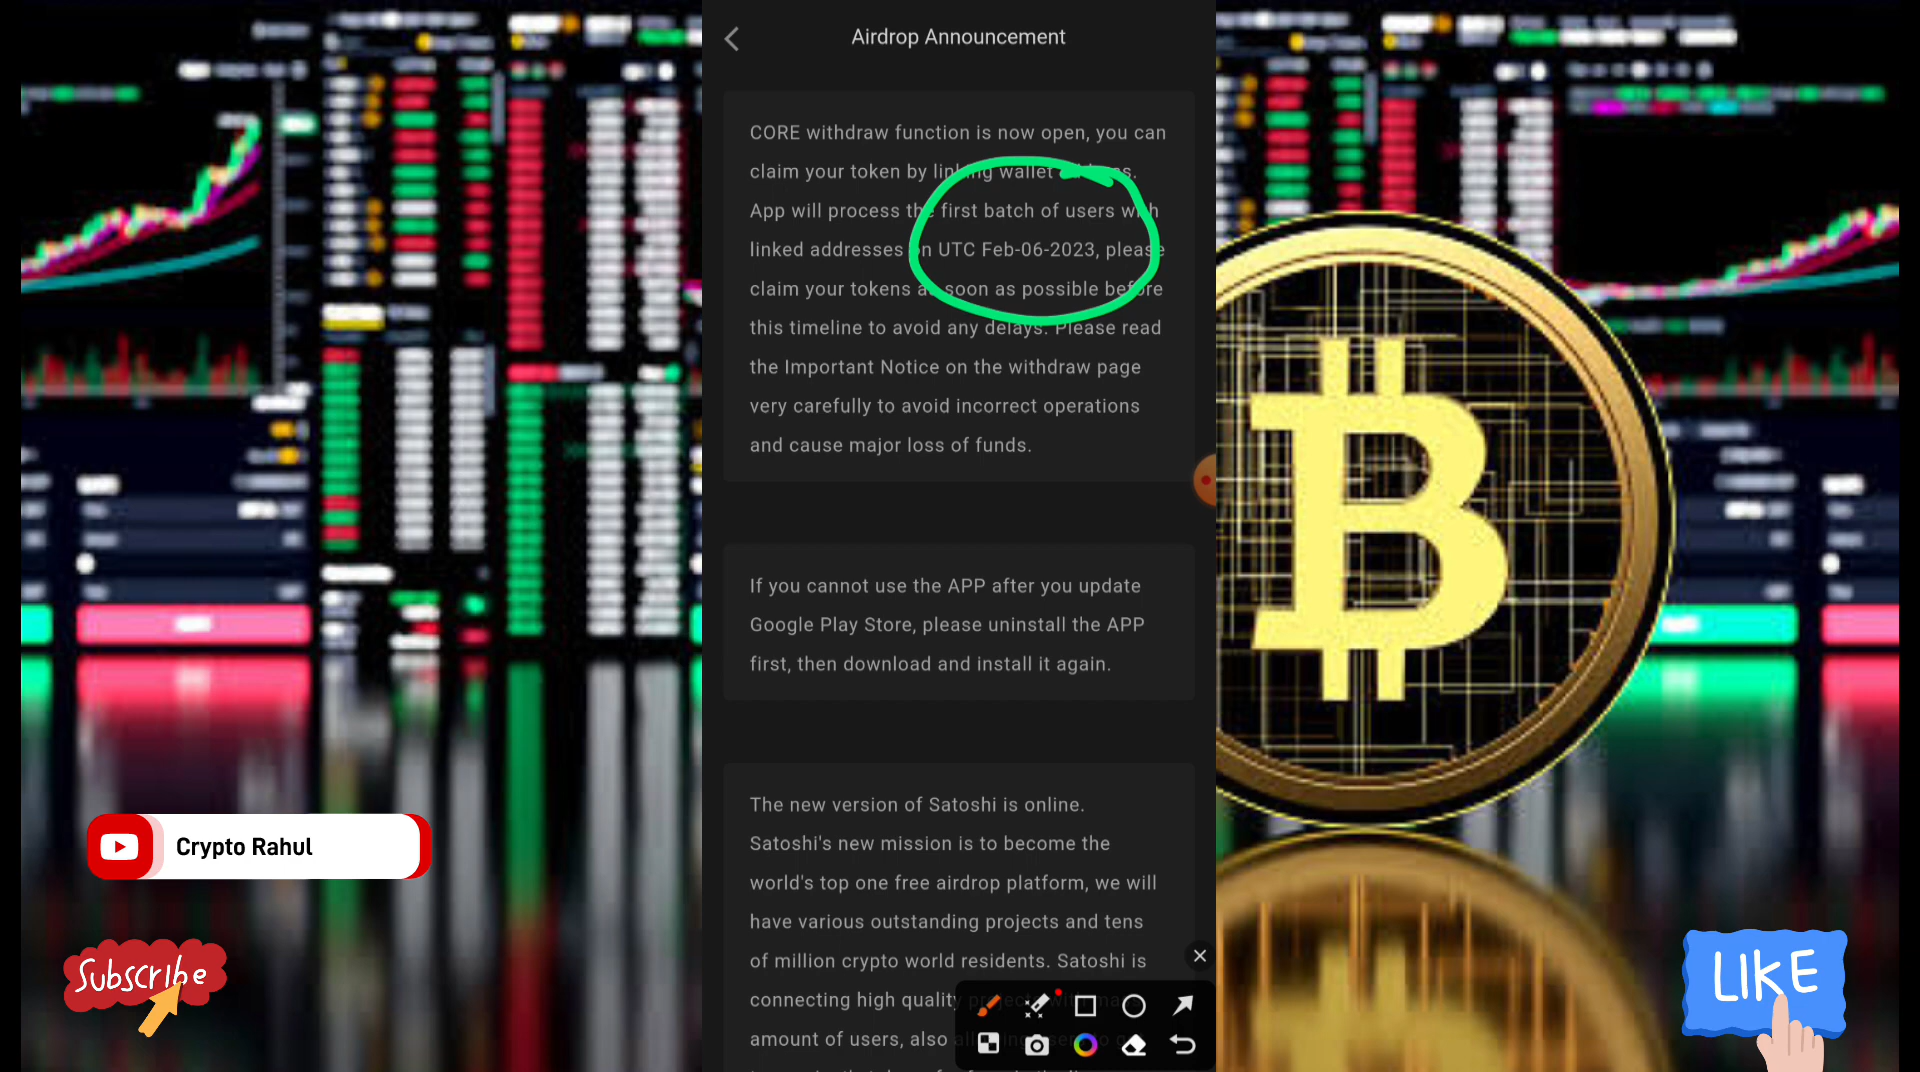 Airdrop Announcement
CORE withdraw function is now open, you can
claim your token by linking wallet
App will process the first batch of users with
linked addresses on UTC Feb-06-2023, please
claim your tokens as soon as possible before
this timeline to avoid any delays. Please read
the Important Notice on the withdraw page
very carefully to avoid incorrect operations
and cause major loss of funds.
If you cannot use the APP after you update
Google Play Store, please uninstall the APP
first, then download and install it again.
The new version of Satoshi is online.
Satoshi's new mission is to become the
world's top one free airdrop platform, we will
have various outstanding projects and tens
of million crypto world residents. Satoshi is
connecting high quality
amount of users, also
Crypto Rahul
Subscribe
LIKE